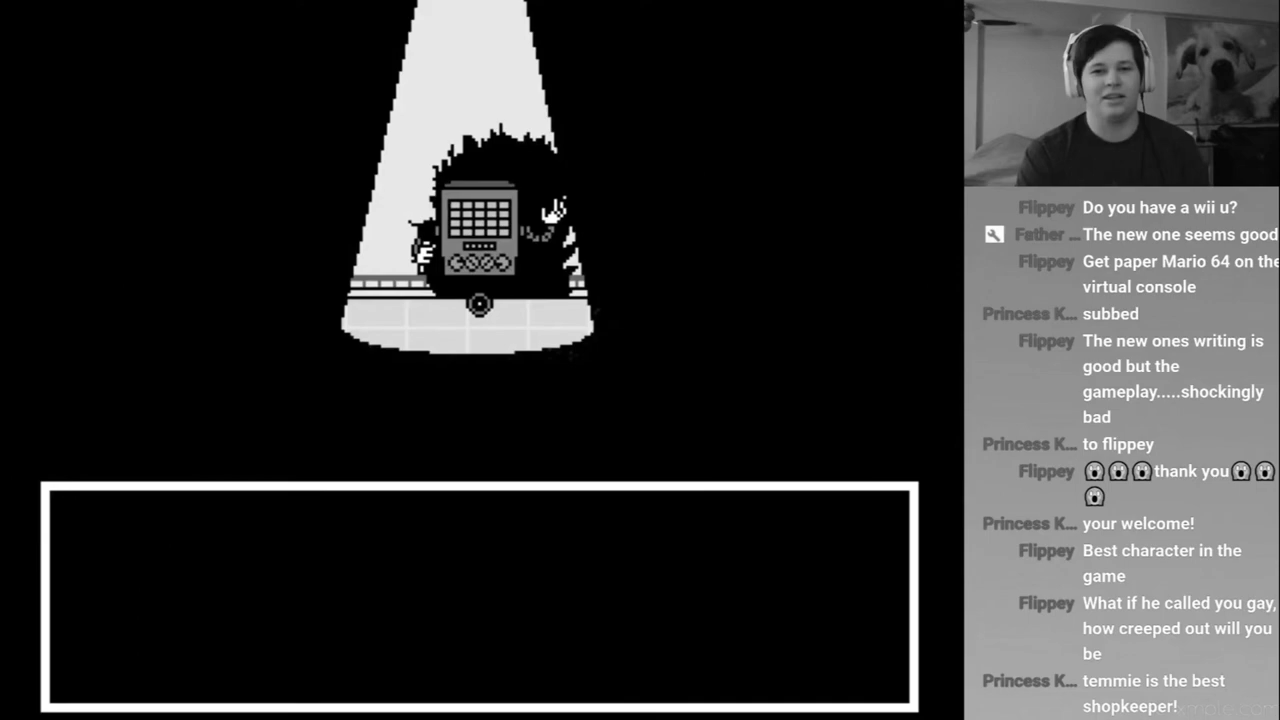 Flippey Do you have a wii u?
Father ... The new one seems good
Flippey Get paper Mario 64 on the
virtual console
Princess K... subbed
Flippey The new ones writing is
good but the
gameplay.....shockingly
bad
Princess K... to flippey
Flippey 😱😱😱thank you😱😱
😱
Princess K... your welcome!
Flippey Best character in the
game
Flippey What if he called you gay,
how creeped out will you
be
Princess K... temmie is the best
shopkeeper!